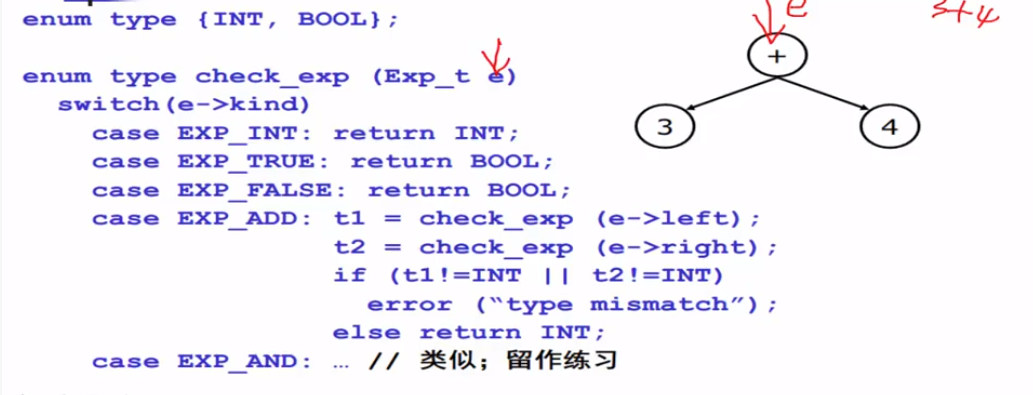 enum type {INT, BOOL};
enum type check_exp (Exp_t e)
switch(e->kind)
case EXP_INT: return INT;
case EXP_TRUE: return BOOL;
case EXP_FALSE: return BOOL;
case EXP_ADD: t1 = check_exp (e->left);
t2 = check_exp (e->right);
if (t1!=INT || t2!=INT)
error (“type mismatch”);
else return INT;
case EXP_AND: … // 类似；留作练习
e
3+4
+
3
4